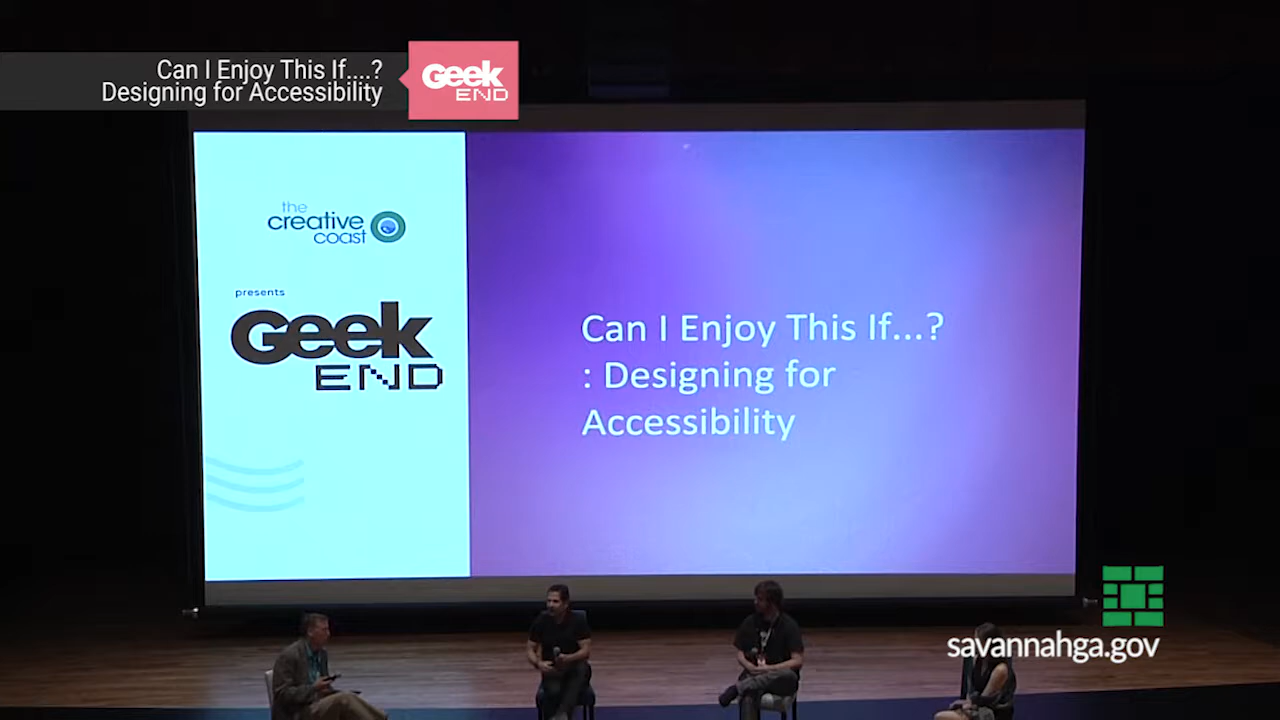 Can I Enjoy This If....?
Designing for Accessibility
Geek
END
the
creative
coast
presents
Geek
END
Can I Enjoy This If...?
: Designing for
Accessibility
savannahga.gov